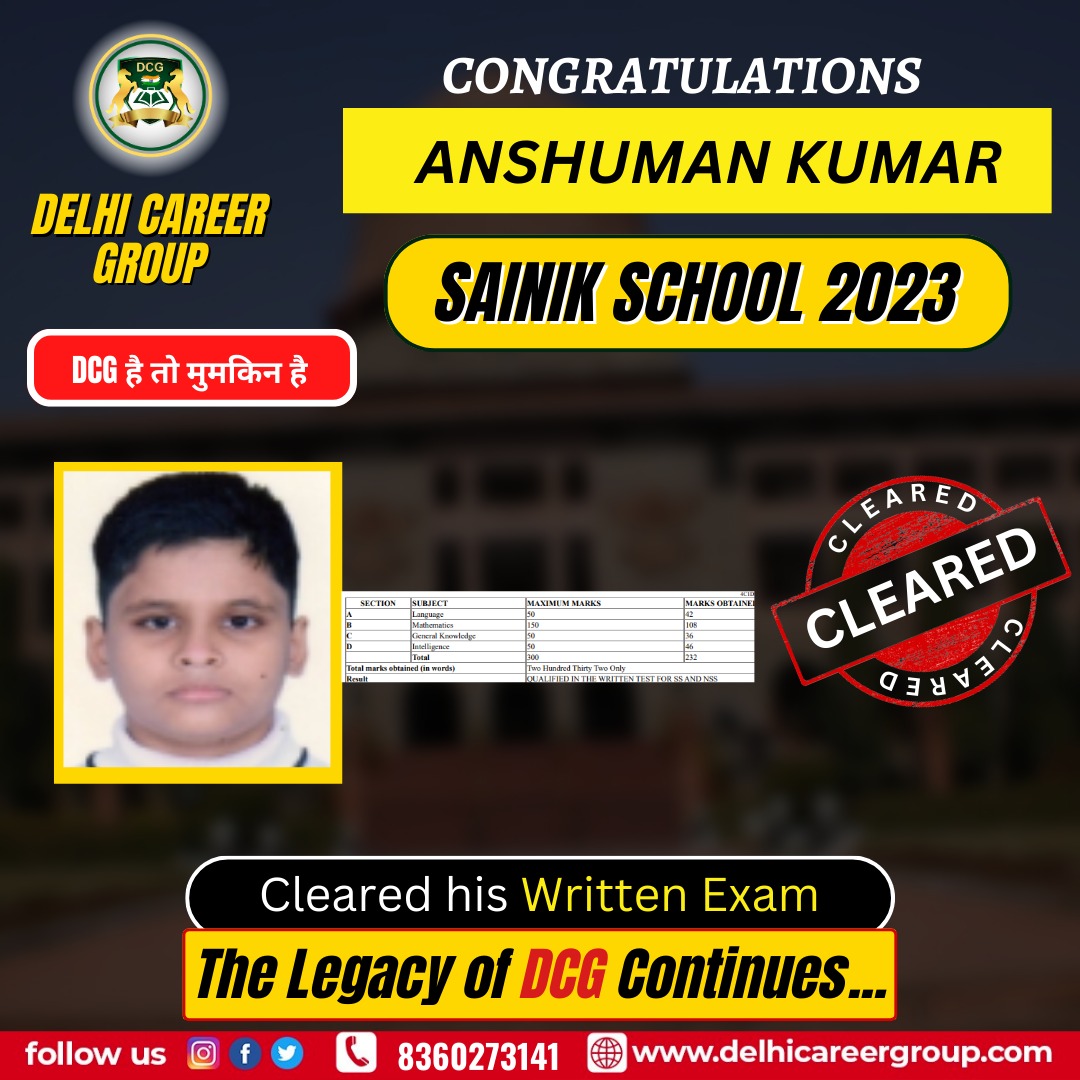 DCG
DELHI CAREER
GROUP
CONGRATULATIONS
ANSHUMAN KUMAR
SAINIK SCHOOL 2023
DCG है तो मुमकिन है
SECTION SUBJECT MAXIMUM MARKS MARKS OBTAINE
A Language 50 42
B Mathematics 150 108
C General Knowledge 50 36
D Intelligence 50 46
Total 300 232
Total marks obtained (in words) Two Hundred Thirty Two Only
Result QUALIFIED IN THE WRITTEN TEST FOR SS AND NSS
CLEARED
CLEARED
CLEARED
Cleared his Written Exam
The Legacy of DCG Continues...
follow us 8360273141 www.delhicareergroup.com